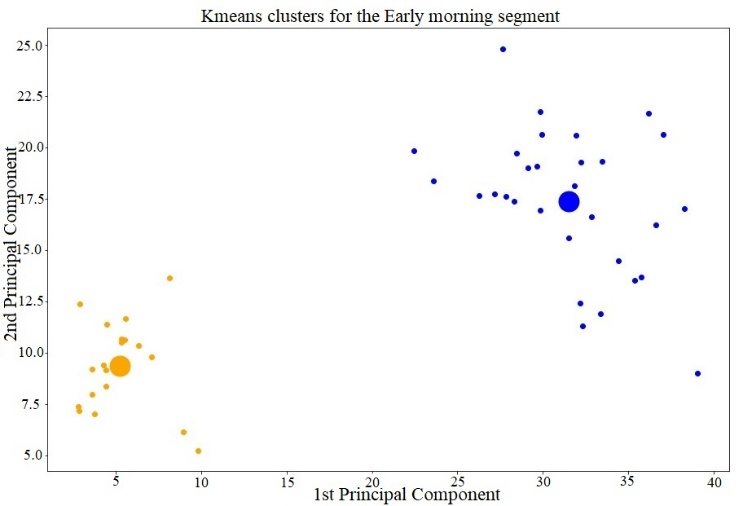 Kmeans clusters for the Early morning segment
25.0
22.5
20.0
17.5
15.0
12.5
10.0
7.5
5.0
2nd Principal Component
5 10 15 20 25 30 35 40
1st Principal Component